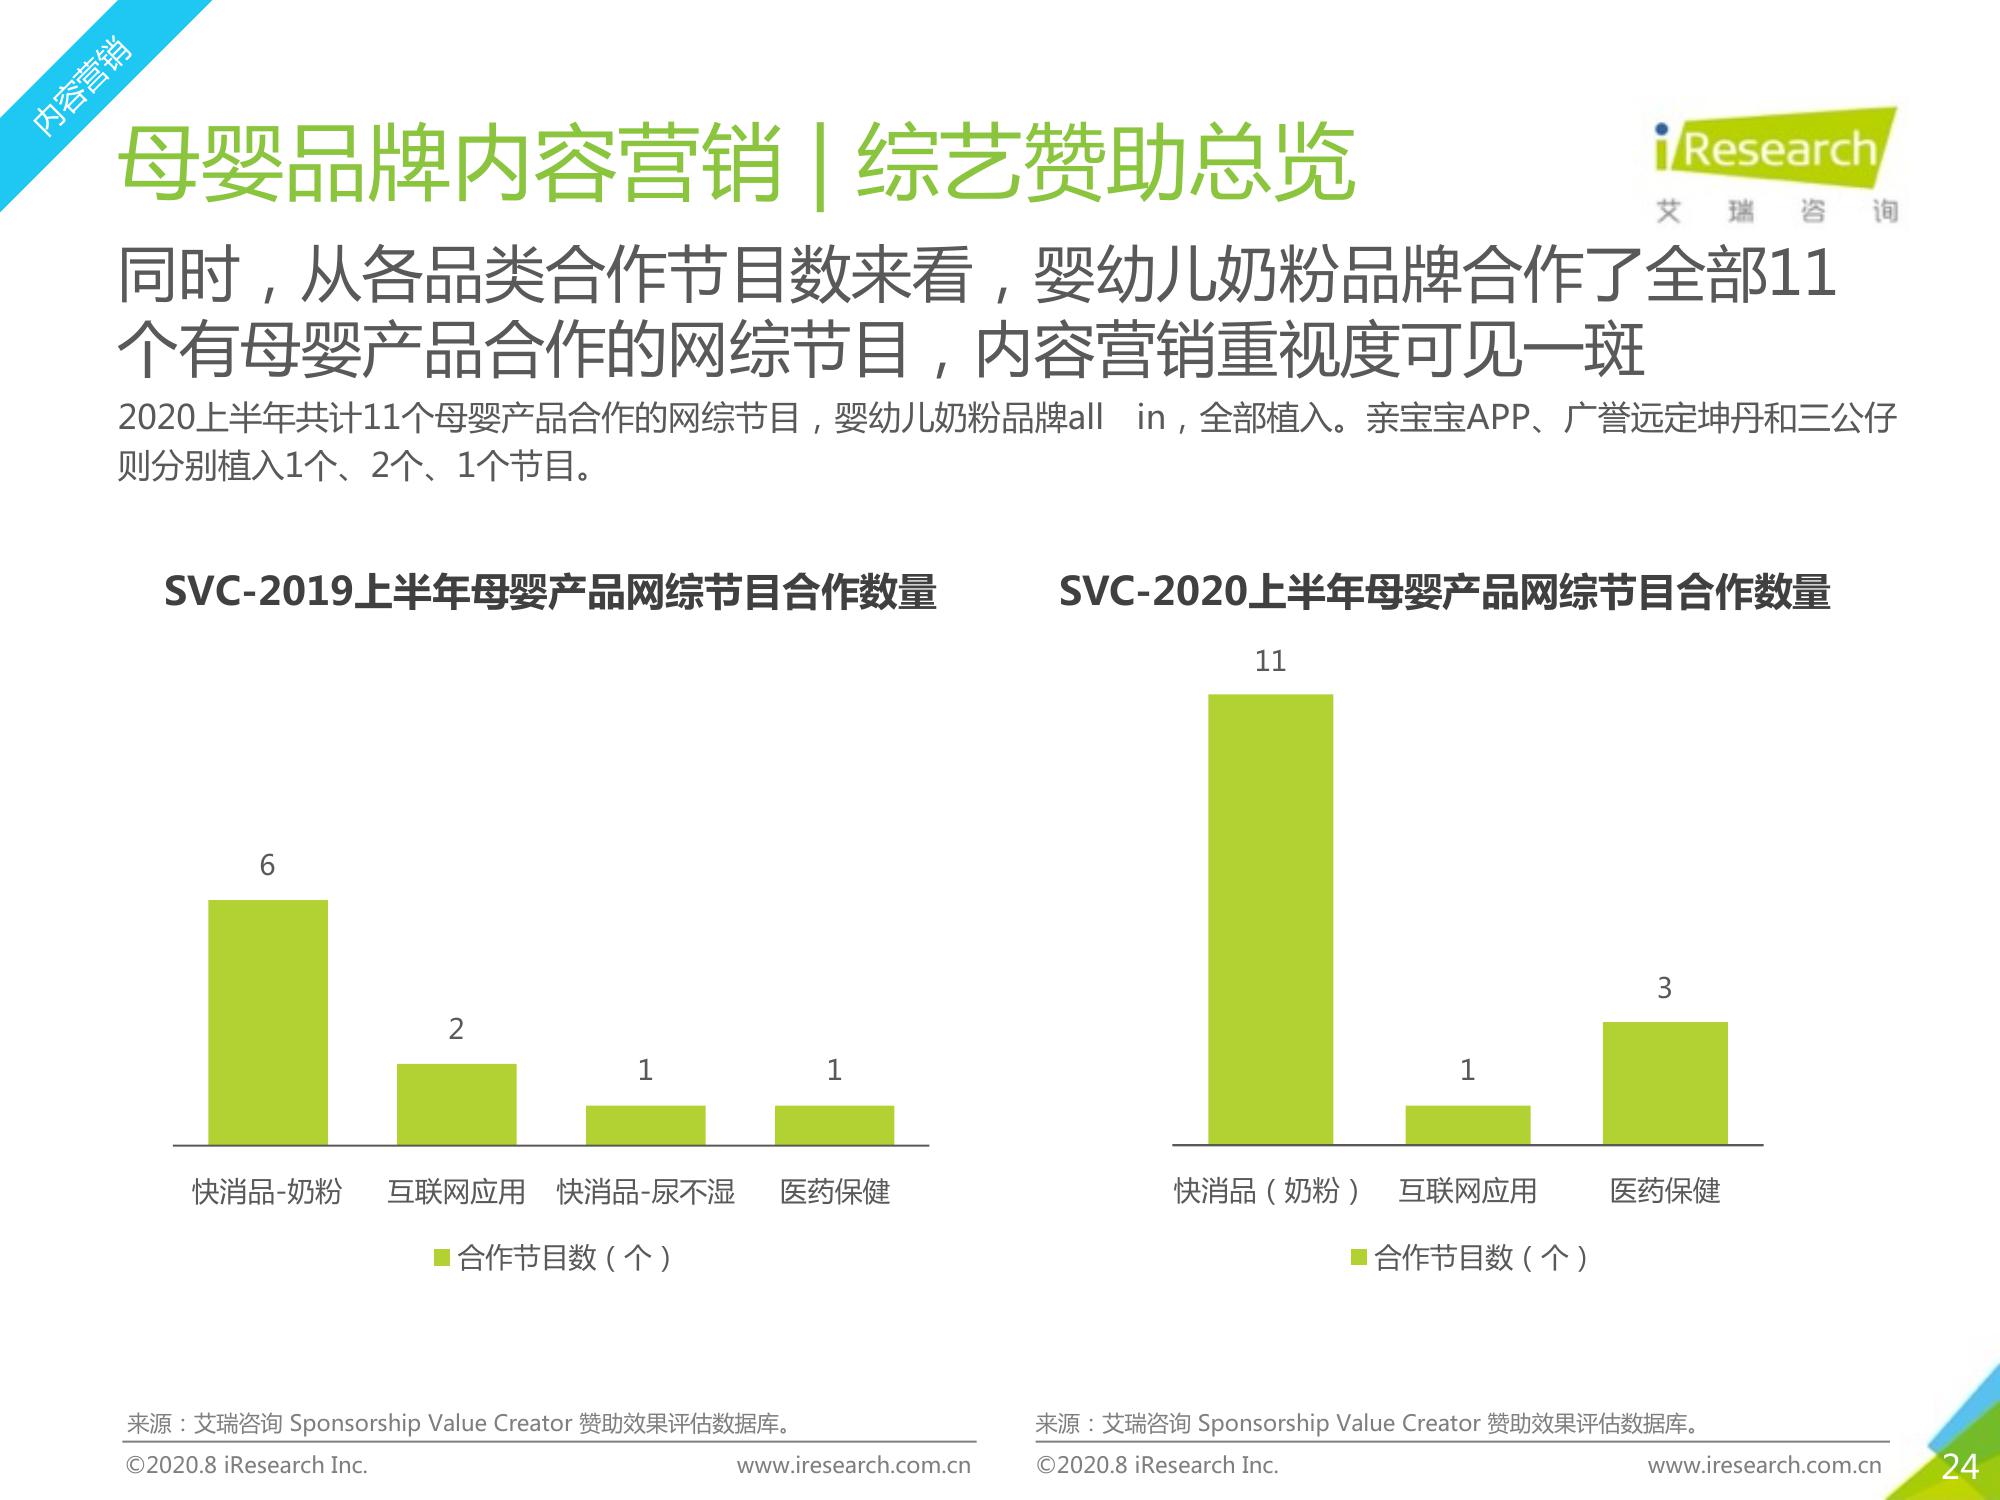 内容营销
母婴品牌内容营销 | 综艺赞助总览
iResearch
艾瑞咨询
同时，从各品类合作节目数来看，婴幼儿奶粉品牌合作了全部11
个有母婴产品合作的网综节目，内容营销重视度可见一斑
2020上半年共计11个母婴产品合作的网综节目，婴幼儿奶粉品牌all in，全部植入。亲宝宝APP、广誉远定坤丹和三公仔
则分别植入1个、2个、1个节目。
SVC-2019上半年母婴产品网综节目合作数量
6
2
1
1
快消品-奶粉 互联网应用 快消品-尿不湿 医药保健
合作节目数（个）
SVC-2020上半年母婴产品网综节目合作数量
11
1
3
快消品（奶粉） 互联网应用 医药保健
合作节目数（个）
来源：艾瑞咨询 Sponsorship Value Creator 赞助效果评估数据库。
©2020.8 iResearch Inc. www.iresearch.com.cn
来源：艾瑞咨询 Sponsorship Value Creator 赞助效果评估数据库。
©2020.8 iResearch Inc. www.iresearch.com.cn
24